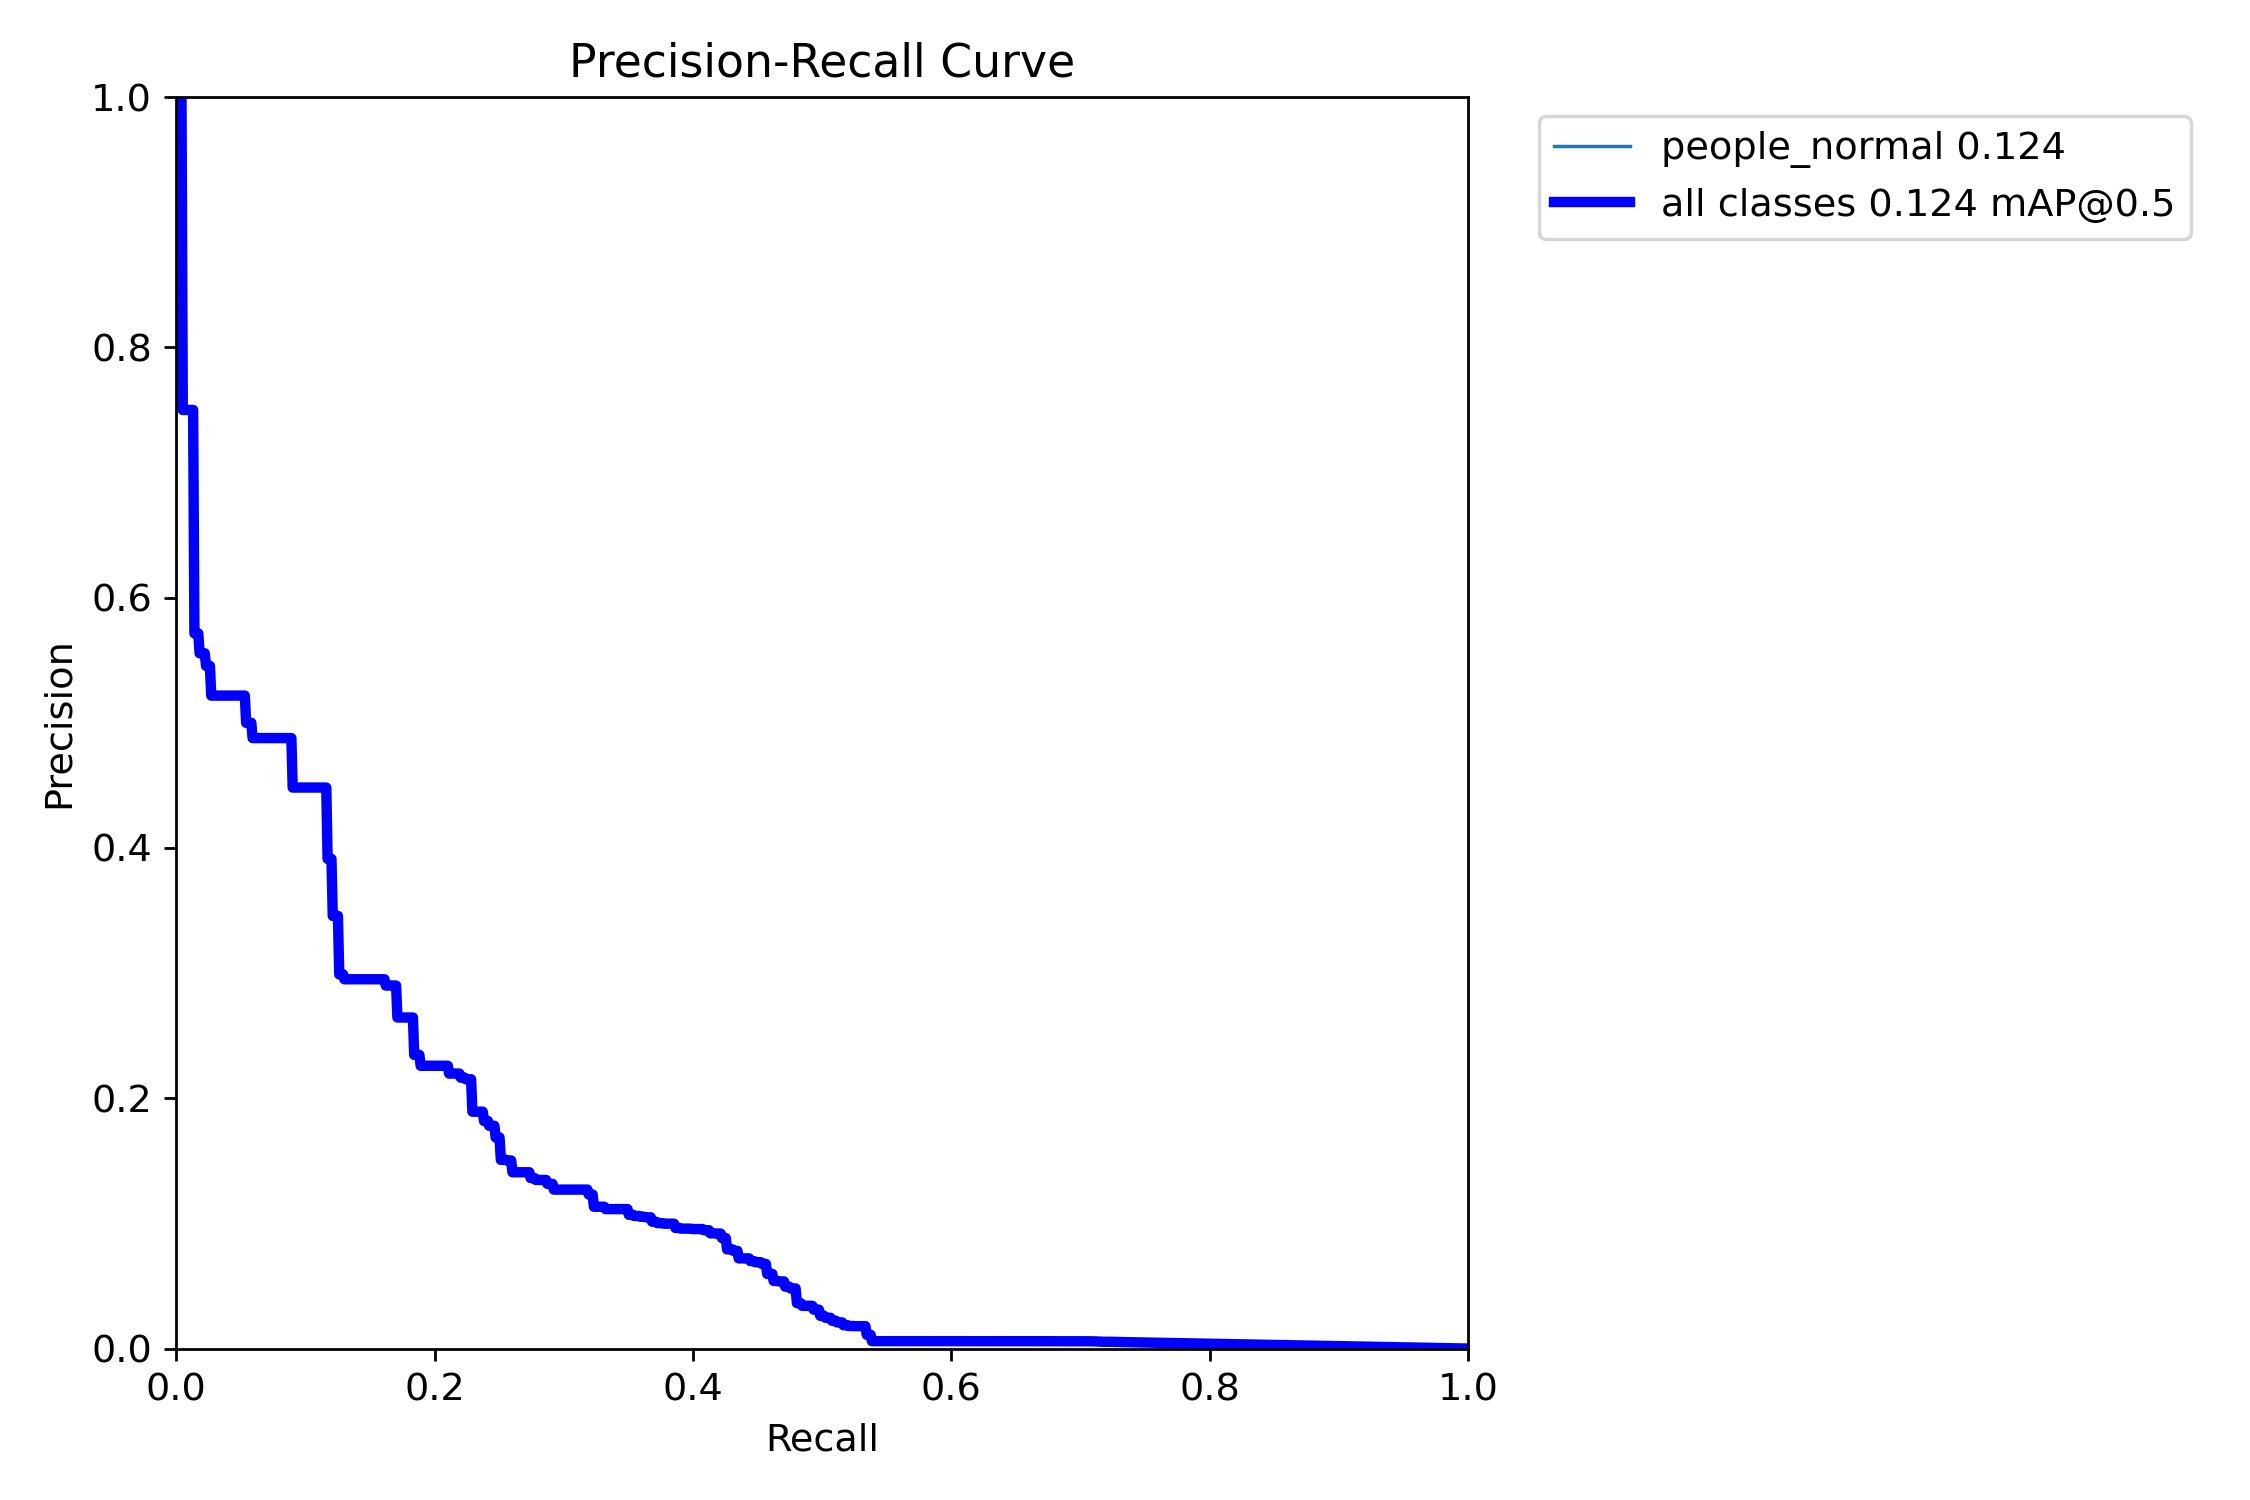 Precision-Recall Curve
1.0
0.8
0.6
0.4
0.2
0.0
Precision
0.0 0.2 0.4 0.6 0.8 1.0
Recall
people_normal 0.124
all classes 0.124 mAP@0.5